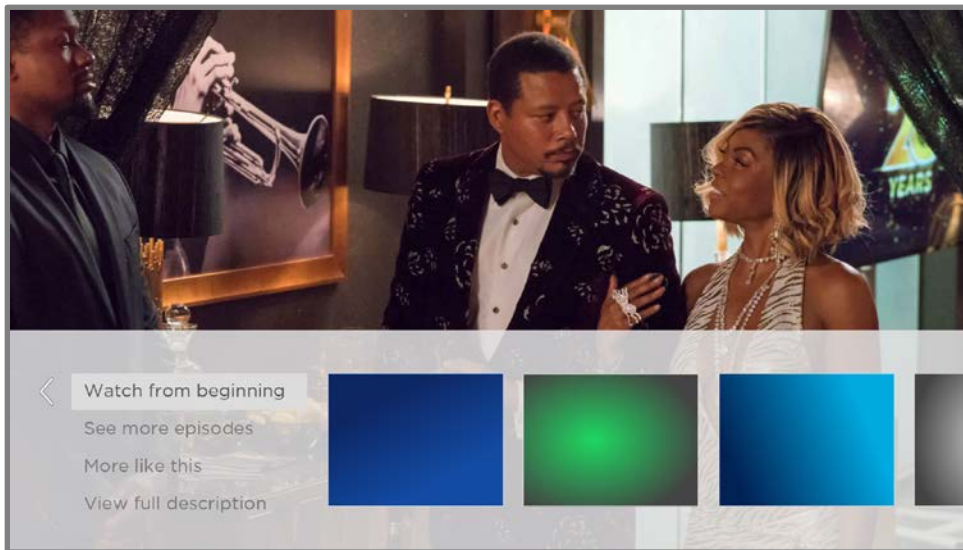 YEARS
Watch from beginning
See more episodes
More like this
View full description